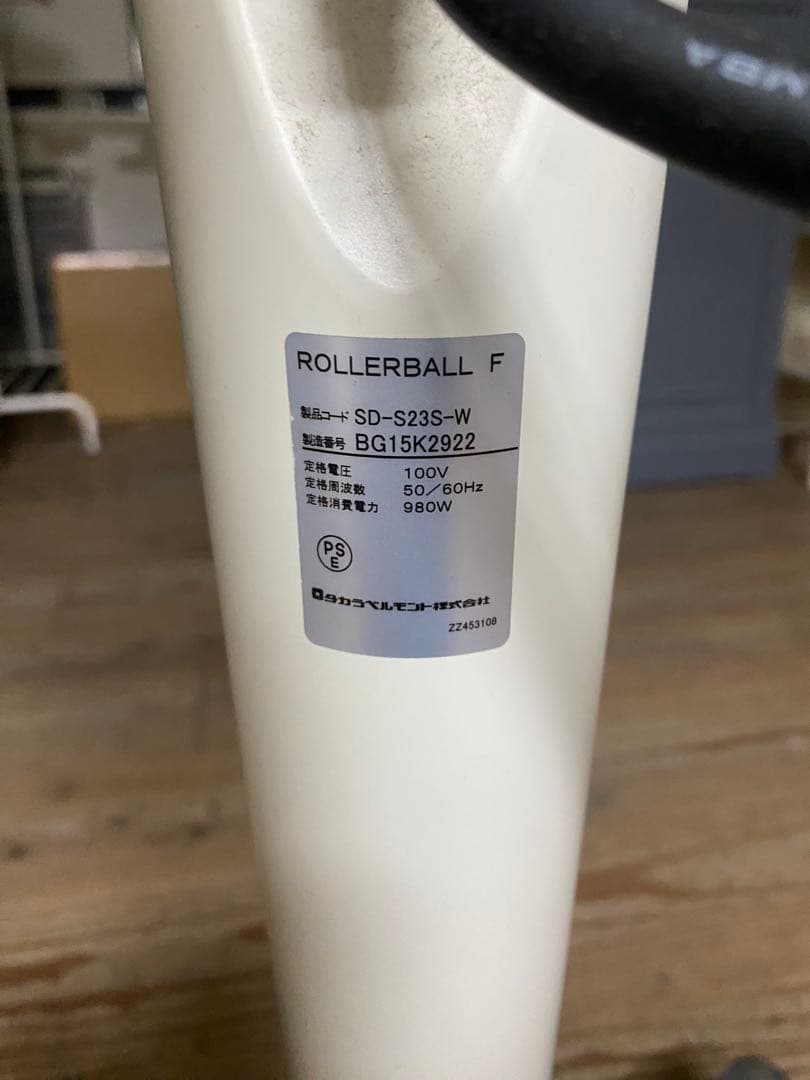 ROLLERBALL F
製品コード SD-S23S-W
製造番号 BG15K2922
定格電圧 100V
定格周波数 50/60Hz
定格消費電力 980W
PS
E
タカラベルモント株式会社
ZZ453108